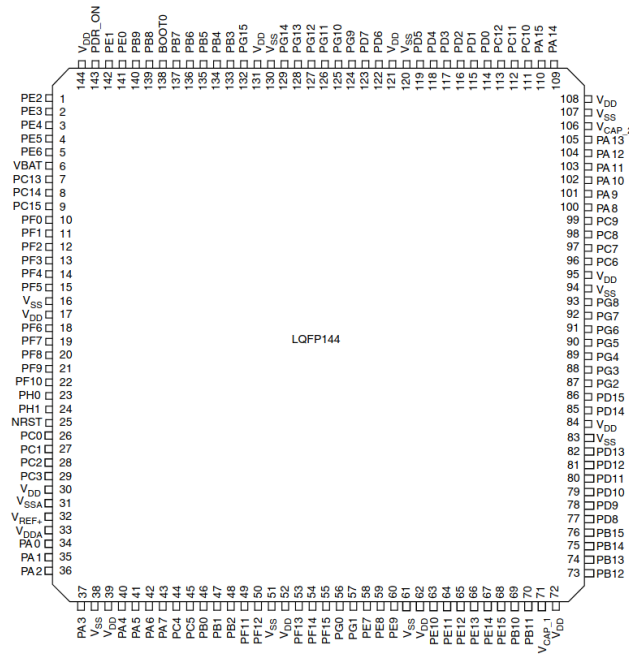 144 VDD
143 PDR_ON
142 PE1
141 PE0
140 PB9
139 PB8
138 BOOT0
137 PB7
136 PB6
135 PB5
134 PB4
133 PB3
132 PG15
131 VDD
130 VSS
129 PG14
128 PG13
127 PG12
126 PG11
125 PG10
124 PG9
123 PD7
122 PD6
121 VDD
120 VSS
119 PD5
118 PD4
117 PD3
116 PD2
115 PD1
114 PD0
113 PC12
112 PC11
111 PC10
110 PA15
109 PA14
PE2 1
PE3 2
PE4 3
PE5 4
PE6 5
VBAT 6
PC13 7
PC14 8
PC15 9
PF0 10
PF1 11
PF2 12
PF3 13
PF4 14
PF5 15
VSS 16
VDD 17
PF6 18
PF7 19
PF8 20
PF9 21
PF10 22
PH0 23
PH1 24
NRST 25
PC0 26
PC1 27
PC2 28
PC3 29
VDD 30
VSSA 31
VREF+ 32
VDDA 33
PA0 34
PA1 35
PA2 36
LQFP144
108 VDD
107 VSS
106 VCAP_2
105 PA13
104 PA12
103 PA11
102 PA10
101 PA9
100 PA8
99 PC9
98 PC8
97 PC7
96 PC6
95 VDD
94 VSS
93 PG8
92 PG7
91 PG6
90 PG5
89 PG4
88 PG3
87 PG2
86 PD15
85 PD14
84 VDD
83 VSS
82 PD13
81 PD12
80 PD11
79 PD10
78 PD9
77 PD8
76 PB15
75 PB14
74 PB13
73 PB12
PA3 37
VSS 38
VDD 39
PA4 40
PA5 41
PA6 42
PA7 43
PC4 44
PC5 45
PB0 46
PB1 47
PB2 48
PF11 49
PF12 50
VSS 51
VDD 52
PF13 53
PF14 54
PF15 55
PG0 56
PG1 57
PE7 58
PE8 59
PE9 60
VSS 61
VDD 62
PE10 63
PE11 64
PE12 65
PE13 66
PE14 67
PE15 68
PB10 69
PB11 70
VCAP_1 71
VDD 72